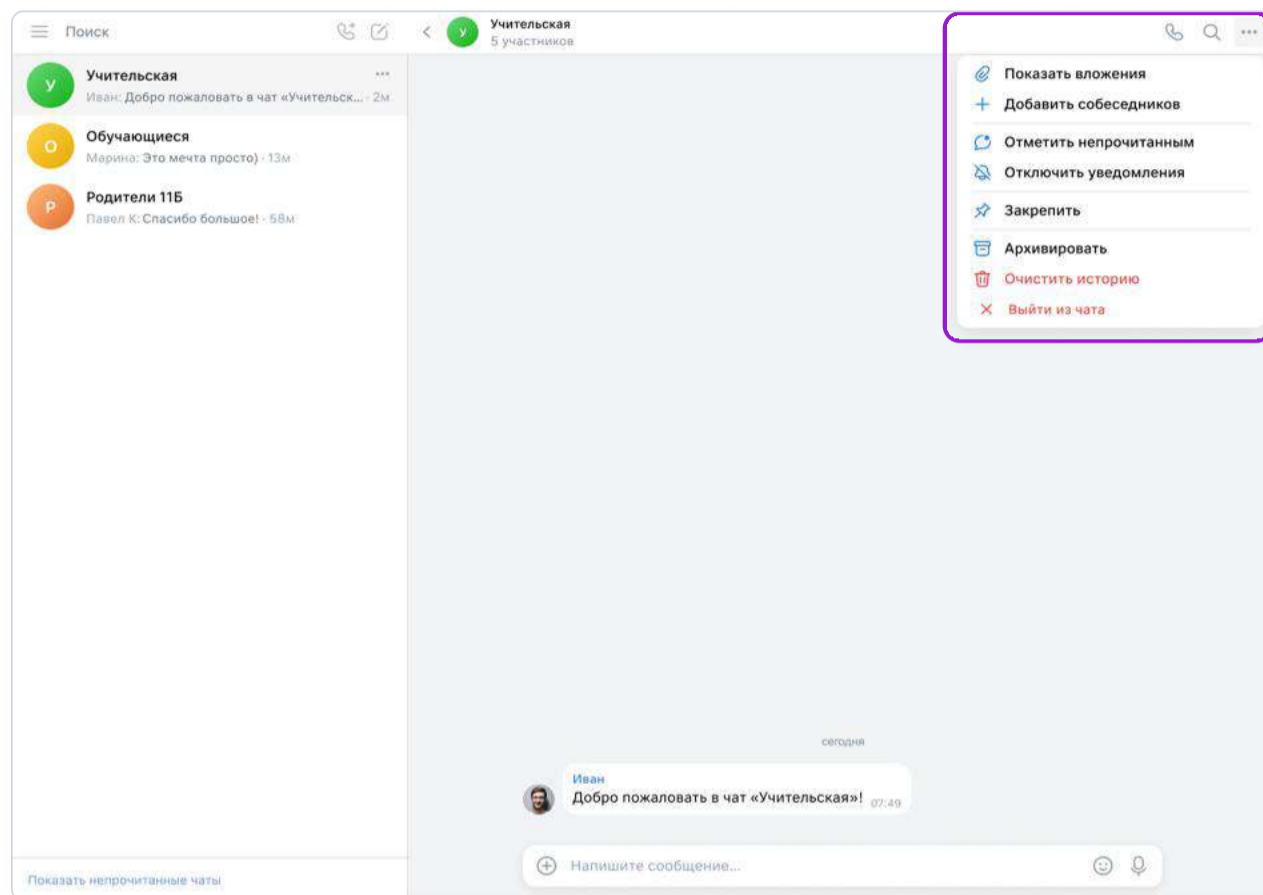 Поиск
У
Учительская
Иван: Добро пожаловать в чат «Учительск... · 2м
О
Обучающиеся
Марина: Это мечта просто) · 13м
Р
Родители 11Б
Павел К: Спасибо большое! · 58м
Показать непрочитанные чаты
У
Учительская
5 участников
Показать вложения
Добавить собеседников
Отметить непрочитанным
Отключить уведомления
Закрепить
Архивировать
Очистить историю
Выйти из чата
сегодня
Иван
Добро пожаловать в чат «Учительская»! 07:49
Напишите сообщение...